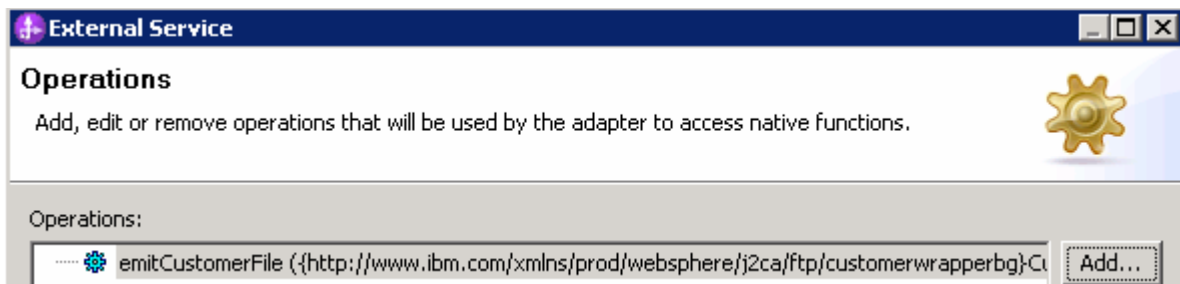 External Service
Operations
Add, edit or remove operations that will be used by the adapter to access native functions.
Operations:
emitCustomerFile ({http://www.ibm.com/xmlns/prod/websphere/j2ca/ftp/customerwrapperbg}Cu
Add...